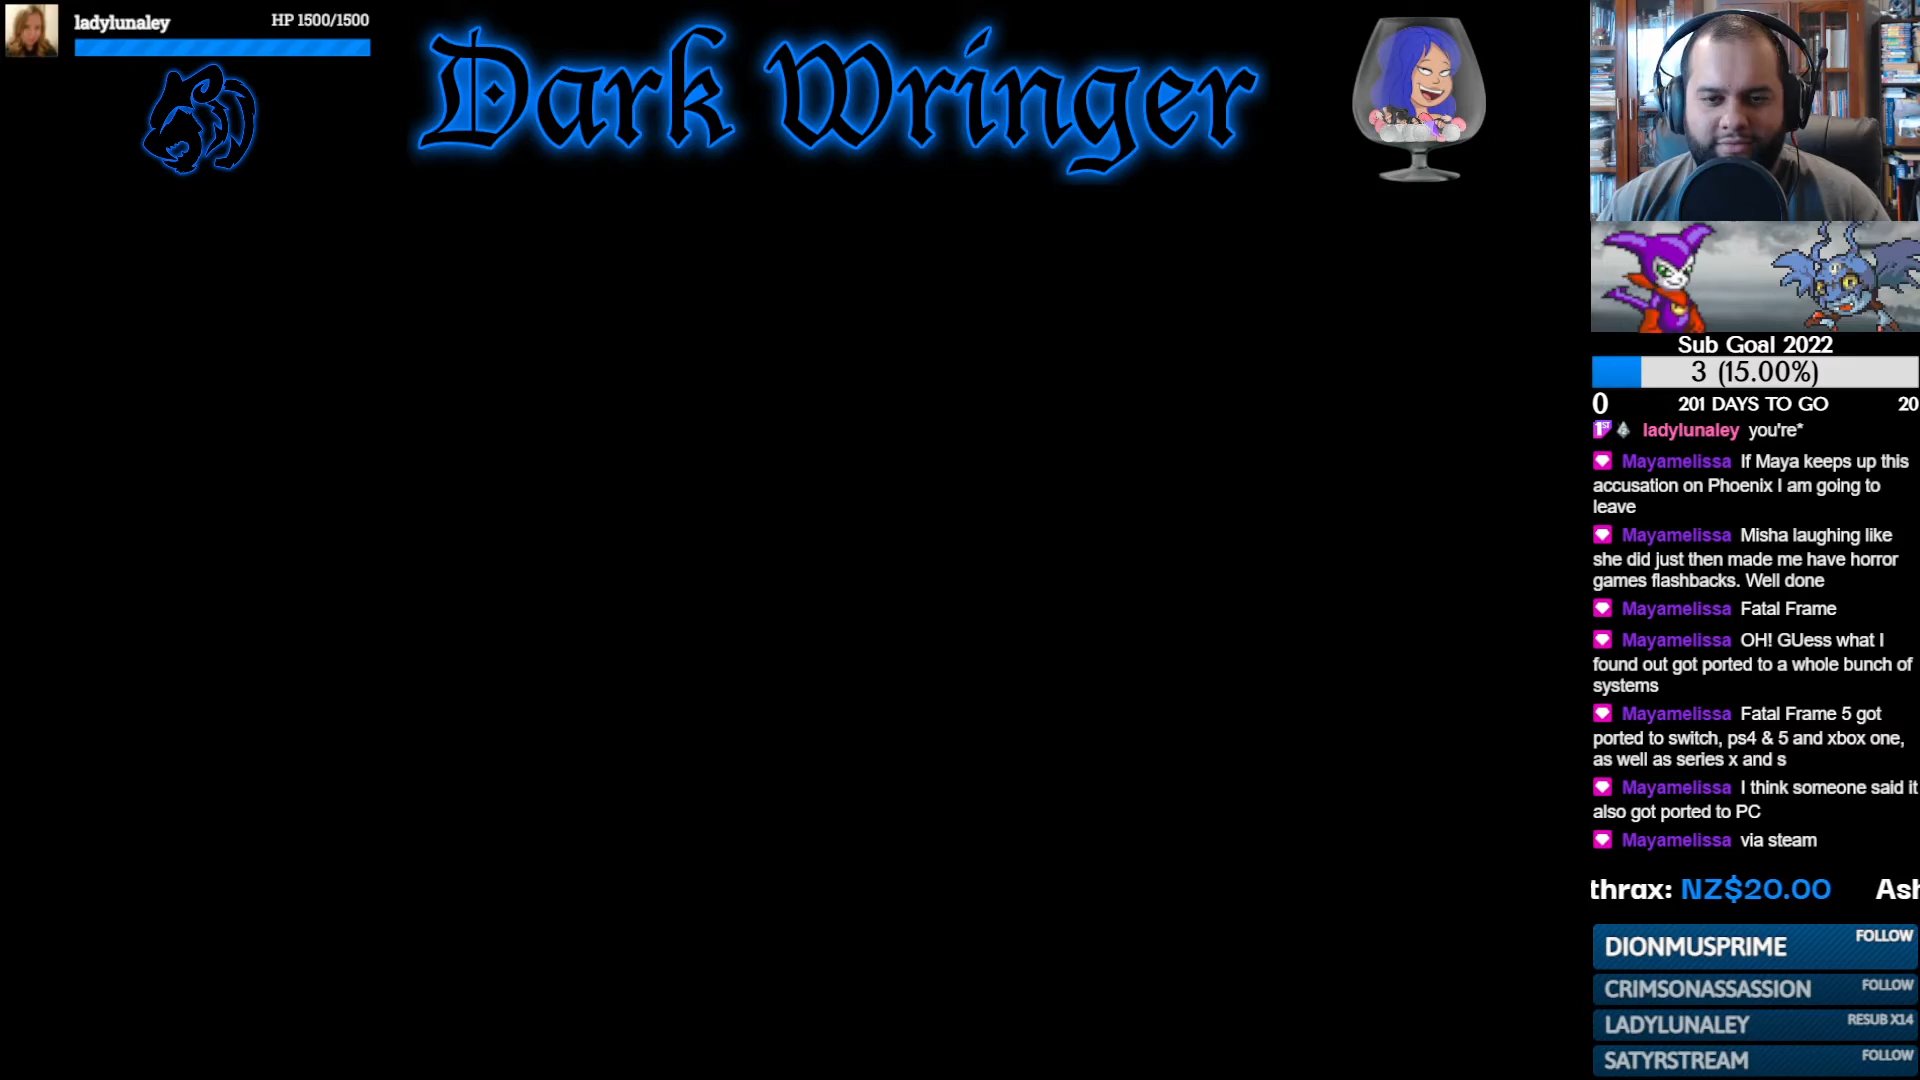 ladylunaley HP 1500/1500
Dark Wringer
Sub Goal 2022
3 (15.00%)
0 201 DAYS TO GO 20
1ST ladylunaley you're*
Mayamelissa If Maya keeps up this
accusation on Phoenix I am going to
leave
Mayamelissa Misha laughing like
she did just then made me have horror
games flashbacks. Well done
Mayamelissa Fatal Frame
Mayamelissa OH! GUess what I
found out got ported to a whole bunch of
systems
Mayamelissa Fatal Frame 5 got
ported to switch, ps4 & 5 and xbox one,
as well as series x and s
Mayamelissa I think someone said it
also got ported to PC
Mayamelissa via steam
thrax: NZ$20.00 Ash
DIONMUSPRIME FOLLOW
CRIMSONASSASSION FOLLOW
LADYLUNALEY RESUB X14
SATYRSTREAM FOLLOW